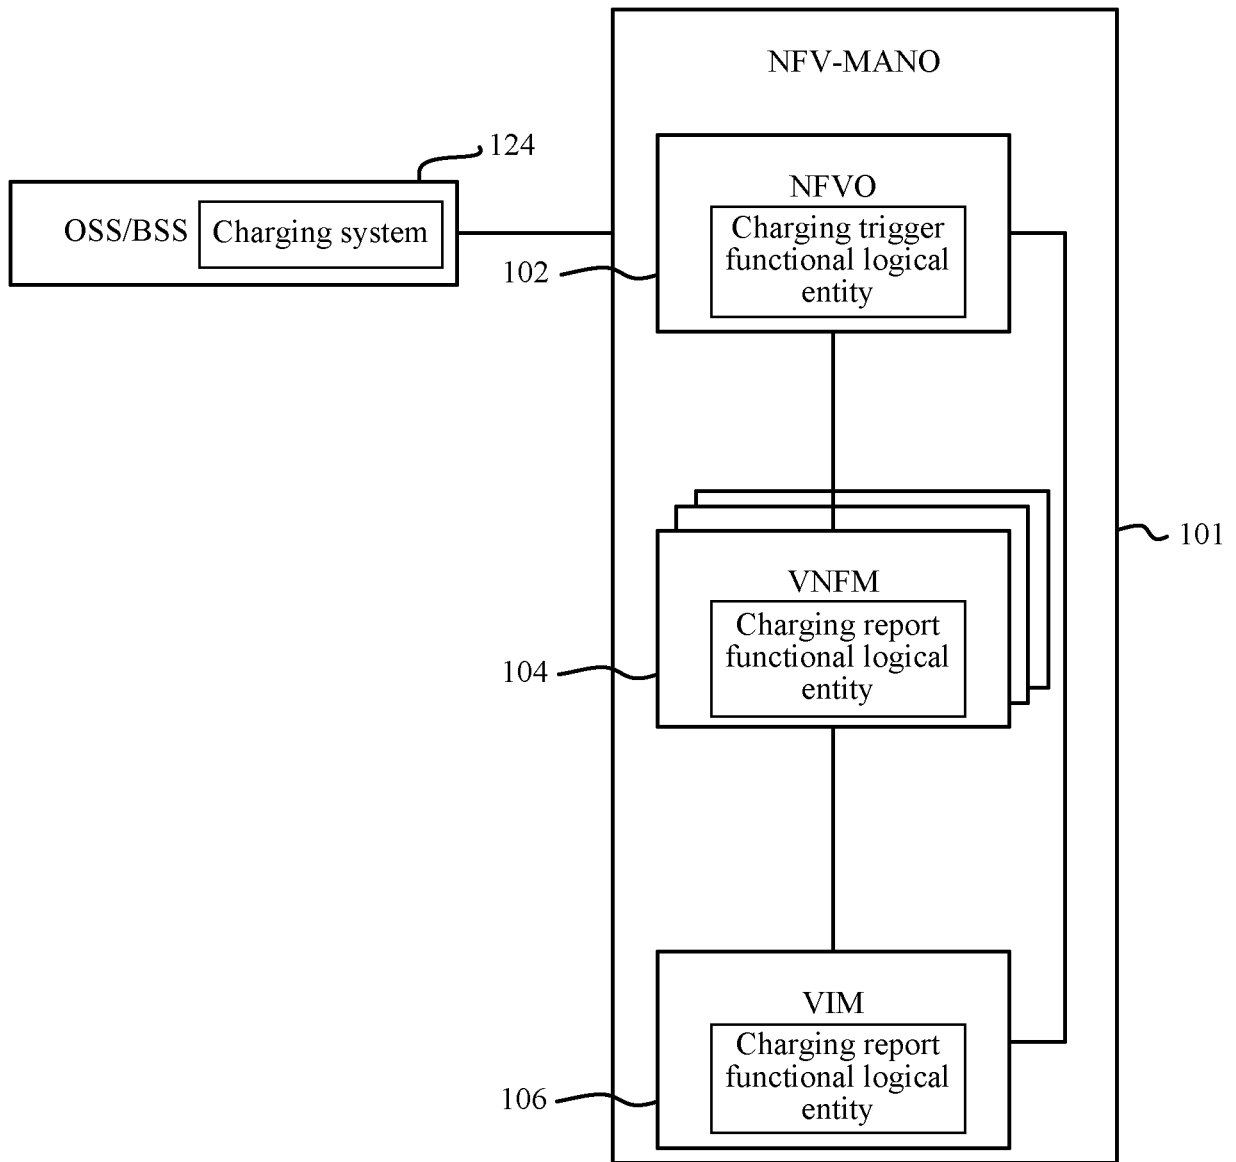 NFV-MANO
124
NFVO
OSS/BSS
Charging system
Charging trigger
functional logical
entity
102
101
VNFM
Charging report
functional logical
entity
104
VIM
Charging report
functional logical
entity
106